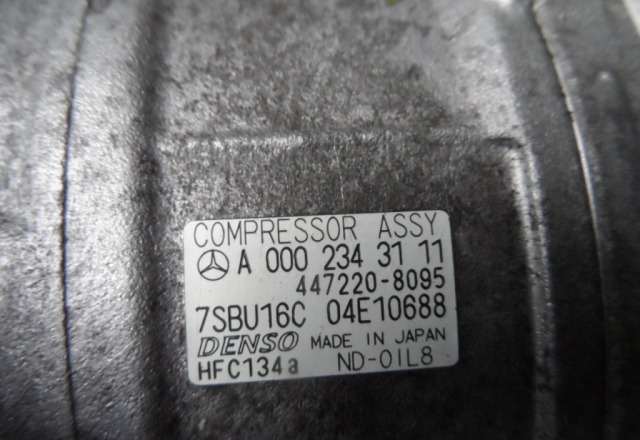 COMPRESSOR ASSY
A 000 234 31 11
447220-8095
7SBU16C 04E10688
DENSO MADE IN JAPAN
HFC134a ND-OIL8